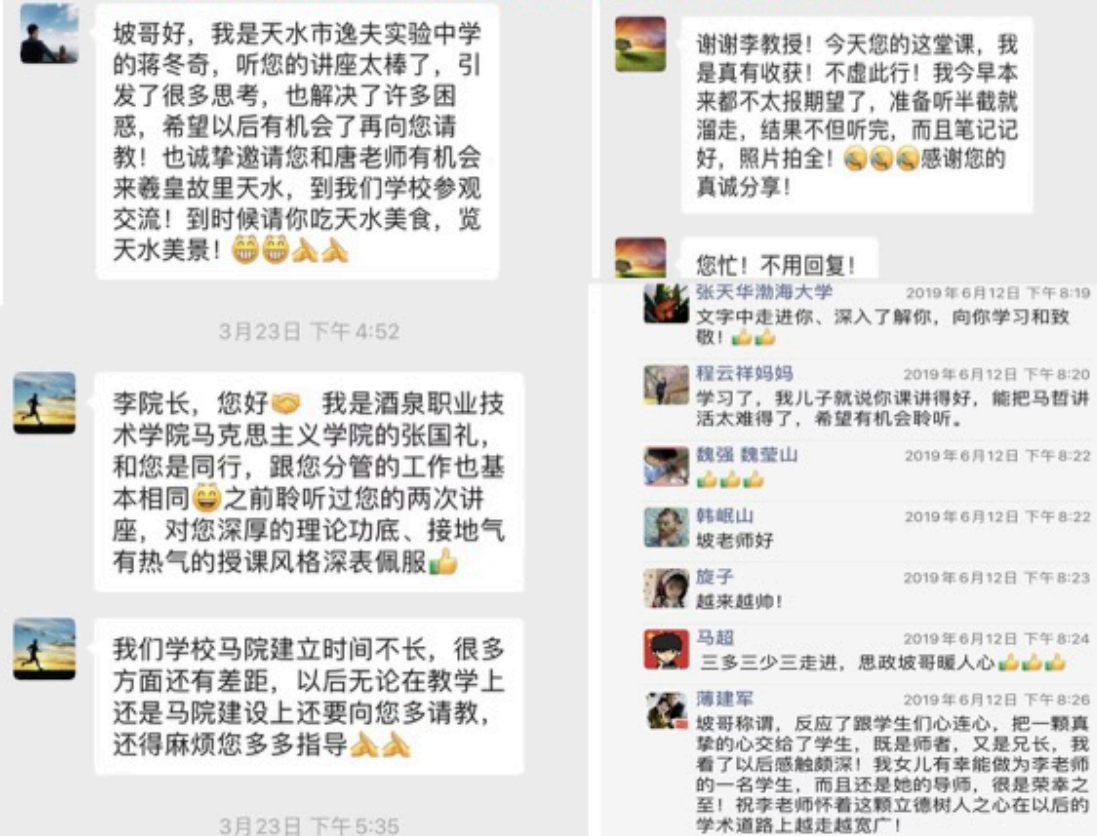 坡哥好，我是天水市逸夫实验中学
的蒋冬奇，听您的讲座太棒了，引
发了很多思考，也解决了许多困
惑，希望以后有机会了再向您请
教！也诚挚邀请您和唐老师有机会
来羲皇故里天水，到我们学校参观
交流！到时候请你吃天水美食，览
天水美景！😁😁🙏🙏
3月23日 下午 4:52
李院长，您好🤝 我是酒泉职业技
术学院马克思主义学院的张国礼，
和您是同行，跟您分管的工作也基
本相同😄之前聆听过您的两次讲
座，对您深厚的理论功底、接地气
有热气的授课风格深表佩服👍
我们学校马院建立时间不长，很多
方面还有差距，以后无论在教学上
还是马院建设上还要向您多请教，
还得麻烦您多多指导🙏🙏
3月23日 下午 5:35
谢谢李教授！今天您的这堂课，我
是真有收获！不虚此行！我今早本
来都不太报期望了，准备听半截就
溜走，结果不但听完，而且笔记记
好，照片拍全！感谢您的
真诚分享！
您忙！不用回复！
张天华渤海大学 2019年6月12日 下午8:19
文字中走进你、深入了解你，向你学习和致
敬！👍👍
程云祥妈妈 2019年6月12日 下午8:20
学习了，我儿子就说你课讲得好，能把马哲讲
活太难得了，希望有机会聆听。
魏强 魏莹山 2019年6月12日 下午8:22
👍👍👍
韩岷山 2019年6月12日 下午8:22
坡老师好
旋子 2019年6月12日 下午8:23
越来越帅！
马超 2019年6月12日 下午8:24
三多三少三走进，思政坡哥暖人心👍👍👍
薄建军 2019年6月12日 下午8:26
坡哥称谓，反应了跟学生们心连心，把一颗真
挚的心交给了学生，既是师者，又是兄长，我
看了以后感触颇深！我女儿有幸能做为李老师
的一名学生，而且还是她的导师，很是荣幸之
至！祝李老师怀着这颗立德树人之心在以后的
学术道路上越走越宽广！